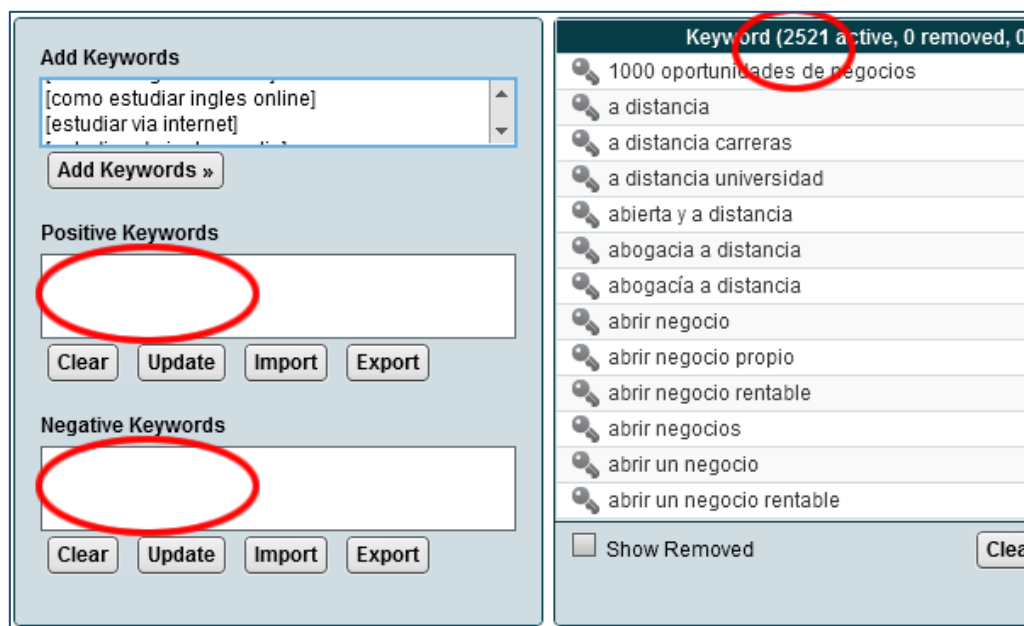 Add Keywords
[como estudiar ingles online]
[estudiar via internet]
Add Keywords »
Positive Keywords
Clear Update Import Export
Negative Keywords
Clear Update Import Export
Keyword (2521 active, 0 removed, 0
1000 oportunidades de negocios
a distancia
a distancia carreras
a distancia universidad
abierta y a distancia
abogacia a distancia
abogacía a distancia
abrir negocio
abrir negocio propio
abrir negocio rentable
abrir negocios
abrir un negocio
abrir un negocio rentable
Show Removed